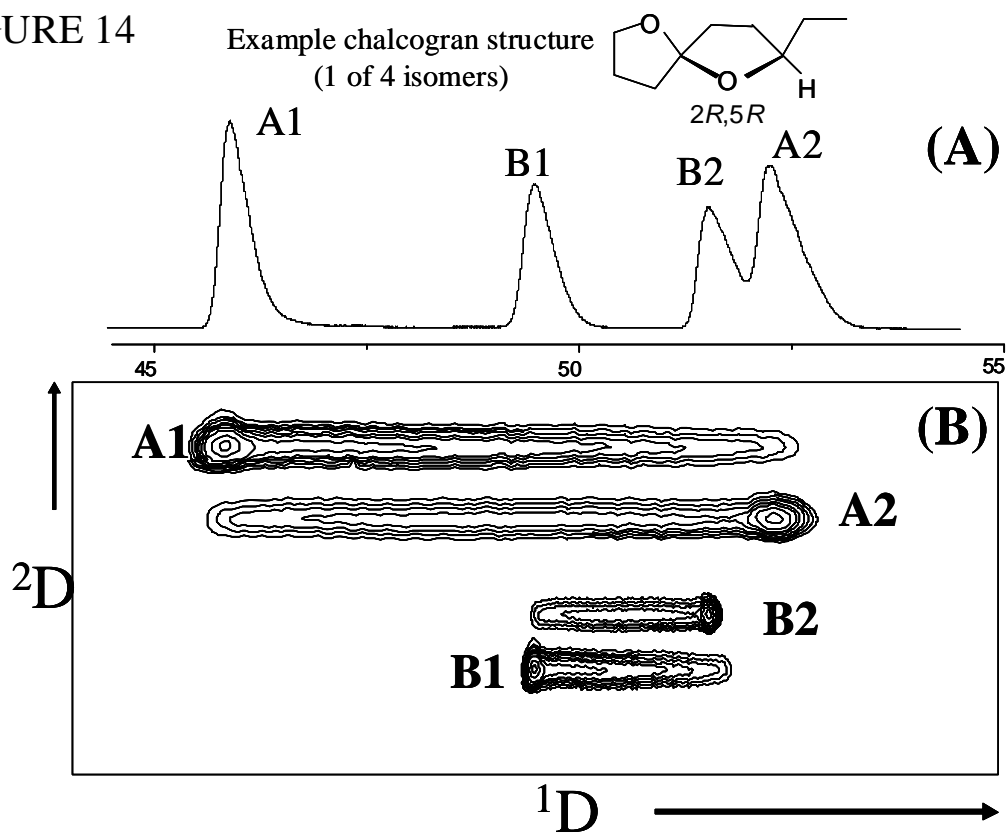 URE 14
Example chalcogran structure
(1 of 4 isomers)
O
O
H
2R,5R
A1
B1
B2
A2
(A)
45
50
55
(B)
A1
A2
B2
B1
²D
¹D